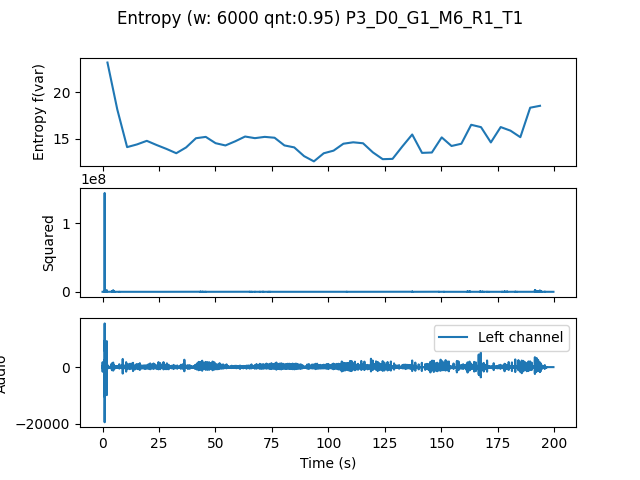 Entropy (w: 6000 qnt:0.95) P3_D0_G1_M6_R1_T1
Entropy f(var)
20
15
1e8
Squared
1
0
Audio
0
−20000
Left channel
0 25 50 75 100 125 150 175 200
Time (s)